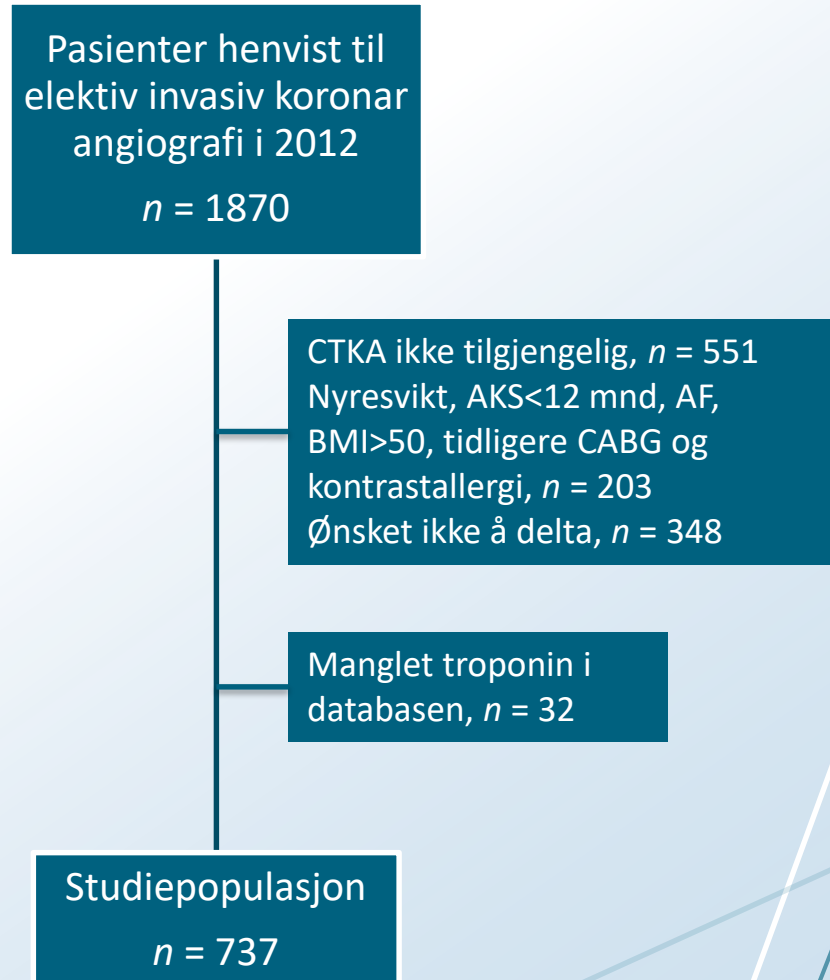 Pasienter henvist til
elektiv invasiv koronar
angiografi i 2012
n = 1870
CTKA ikke tilgjengelig, n = 551
Nyresvikt, AKS<12 mnd, AF,
BMI>50, tidligere CABG og
kontrastallergi, n = 203
Ønsket ikke å delta, n = 348
Manglet troponin i
databasen, n = 32
Studiepopulasjon
n = 737